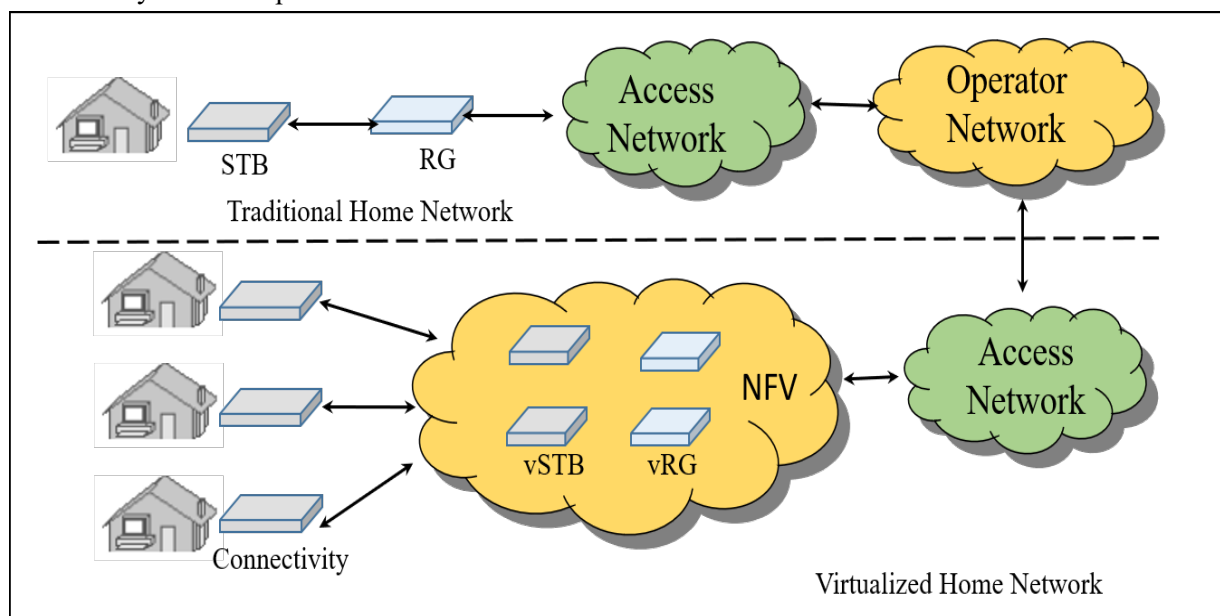 Access
Network
Operator
Network
STB
RG
Traditional Home Network
NFV
vSTB
vRG
Access
Network
Connectivity
Virtualized Home Network